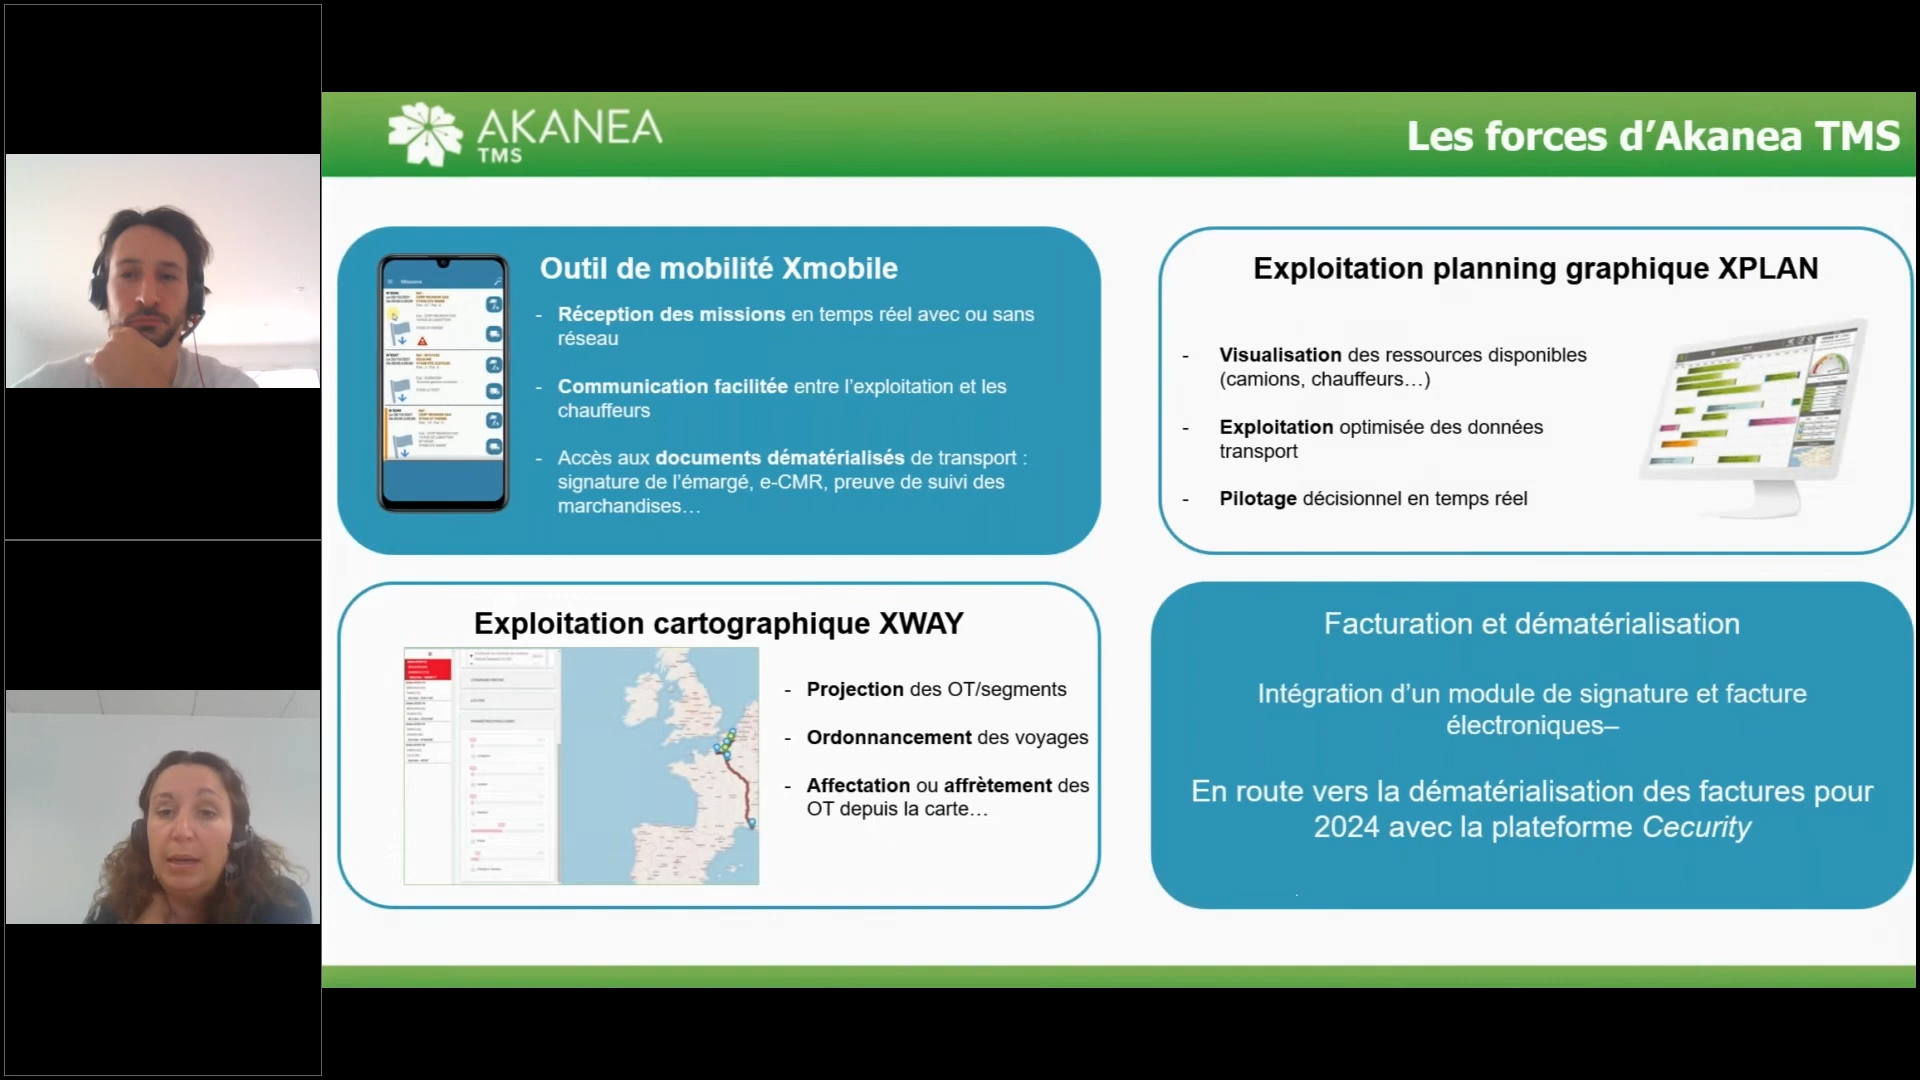 AKANEA
TMS
Les forces d’Akanea TMS
Outil de mobilité Xmobile
- Réception des missions en temps réel avec ou sans
réseau
- Communication facilitée entre l’exploitation et les
chauffeurs
- Accès aux documents dématérialisés de transport :
signature de l’émargé, e-CMR, preuve de suivi des
marchandises…
Missions
Exploitation planning graphique XPLAN
- Visualisation des ressources disponibles
(camions, chauffeurs…)
- Exploitation optimisée des données
transport
- Pilotage décisionnel en temps réel
Exploitation cartographique XWAY
- Projection des OT/segments
- Ordonnancement des voyages
- Affectation ou affrètement des
OT depuis la carte…
Facturation et dématérialisation
Intégration d’un module de signature et facture
électroniques–
En route vers la dématérialisation des factures pour
2024 avec la plateforme Cecurity